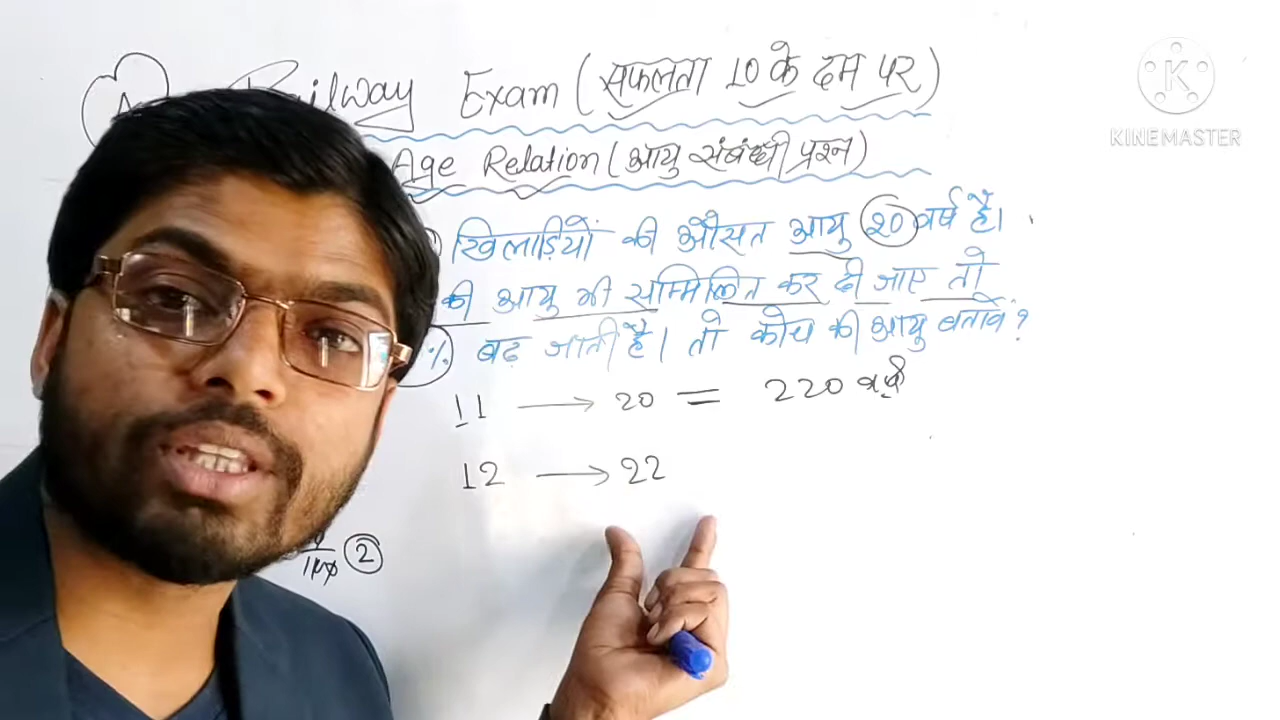 Railway Exam (सफलता 10 के दम पर)
KINEMASTER
Age Relation (आयु संबंधी प्रश्न)
खिलाड़ियों की औसत आयु 20 वर्ष है।
की आयु भी सम्मिलित कर दी जाए तो
% बढ़ जाती है। तो कोच की आयु बतावें?
11 → 20 = 220 वर्ष
12 → 22
2